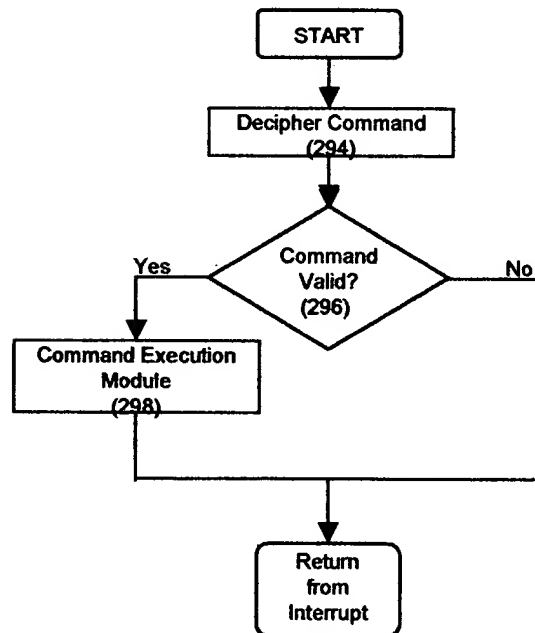 START
Decipher Command
(294)
Command
Valid?
(296)
Yes
No
Command Execution
Module
(298)
Return
from
Interrupt